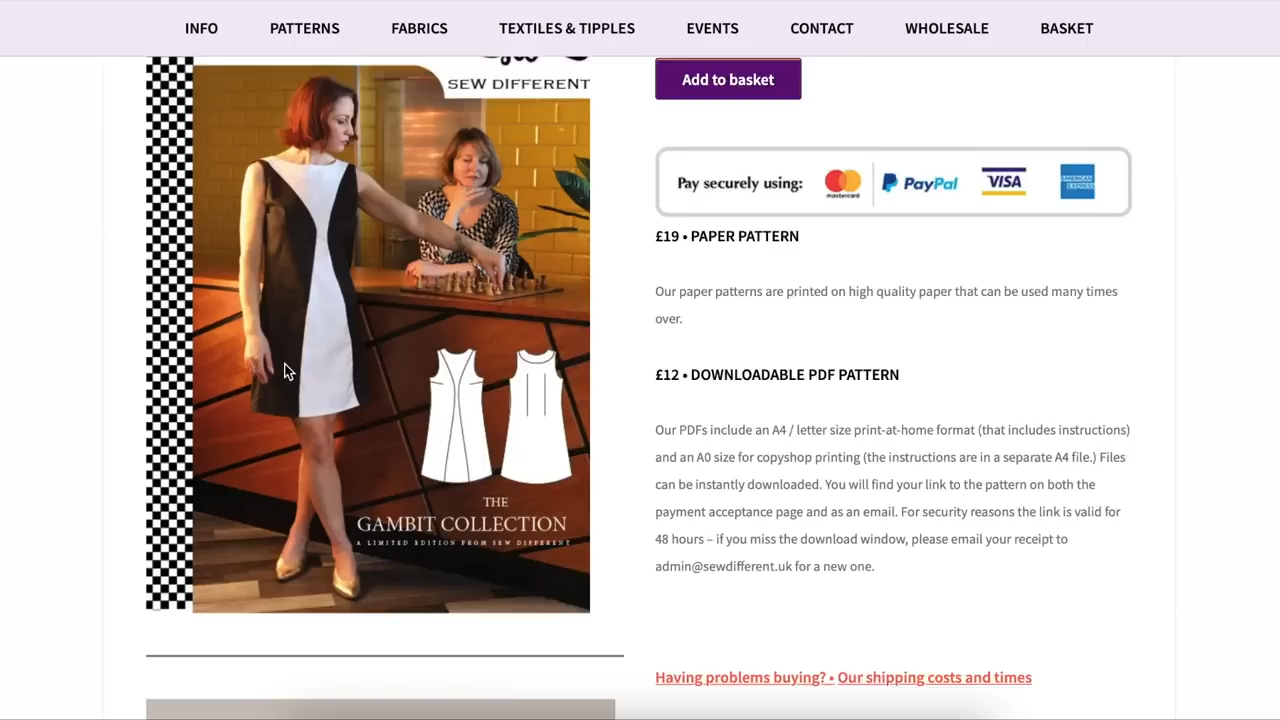 INFO PATTERNS FABRICS TEXTILES & TIPPLES EVENTS CONTACT WHOLESALE BASKET
SEW DIFFERENT
THE
GAMBIT COLLECTION
A LIMITED EDITION FROM SEW DIFFERENT
Add to basket
Pay securely using: mastercard PayPal VISA AMERICAN EXPRESS
£19 • PAPER PATTERN
Our paper patterns are printed on high quality paper that can be used many times
over.
£12 • DOWNLOADABLE PDF PATTERN
Our PDFs include an A4 / letter size print-at-home format (that includes instructions)
and an A0 size for copyshop printing (the instructions are in a separate A4 file.) Files
can be instantly downloaded. You will find your link to the pattern on both the
payment acceptance page and as an email. For security reasons the link is valid for
48 hours – if you miss the download window, please email your receipt to
admin@sewdifferent.uk for a new one.
Having problems buying? • Our shipping costs and times